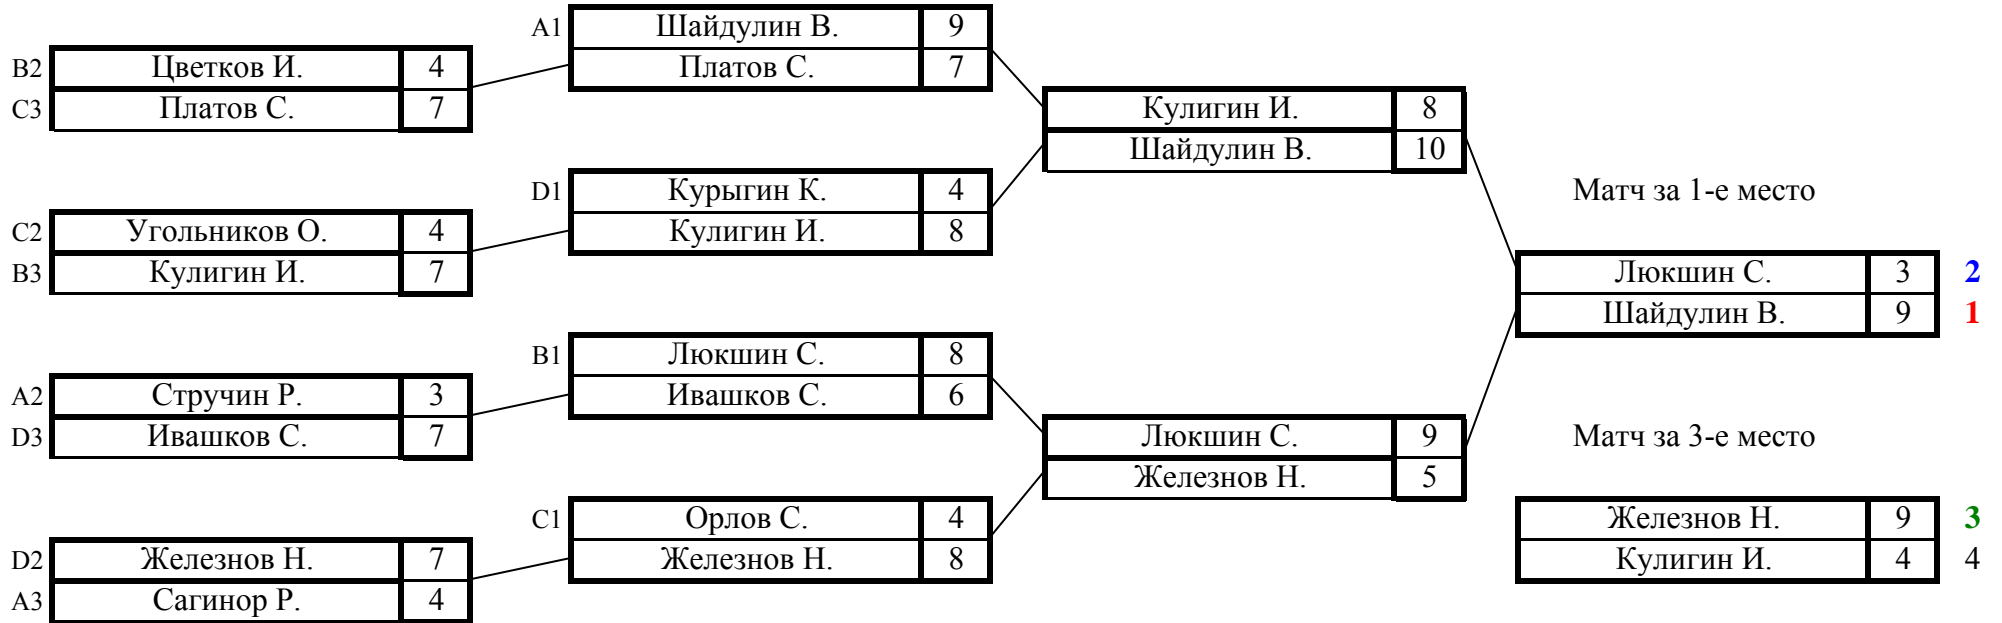 B2 Цветков И. 4
C3 Платов С. 7
C2 Угольников О. 4
B3 Кулигин И. 7
A2 Стручин Р. 3
D3 Ивашков С. 7
D2 Железнов Н. 7
A3 Сагинор Р. 4
A1 Шайдулин В. 9
Платов С. 7
D1 Курыгин К. 4
Кулигин И. 8
B1 Люкшин С. 8
Ивашков С. 6
C1 Орлов С. 4
Железнов Н. 8
Кулигин И. 8
Шайдулин В. 10
Люкшин С. 9
Железнов Н. 5
Матч за 1-е место
Люкшин С. 3 2
Шайдулин В. 9 1
Матч за 3-е место
Железнов Н. 9 3
Кулигин И. 4 4